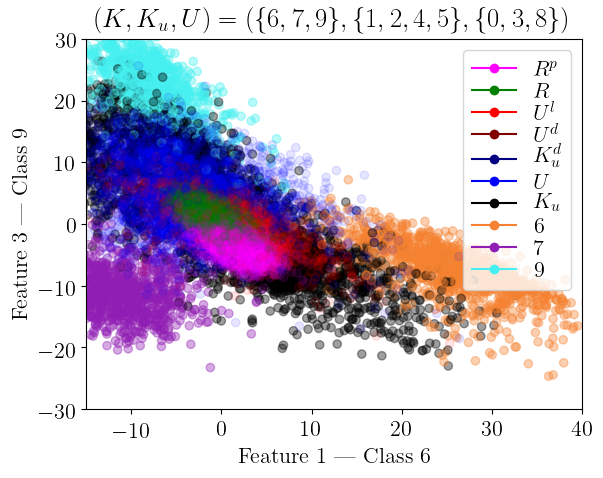 (K, K_u, U) = ({6, 7, 9}, {1, 2, 4, 5}, {0, 3, 8})
30
20
10
0
−10
−20
−30
Feature 3 — Class 9
R^p
R
U^l
U^d
K_u^d
U
K_u
6
7
9
−10
0
10
20
30
40
Feature 1 — Class 6